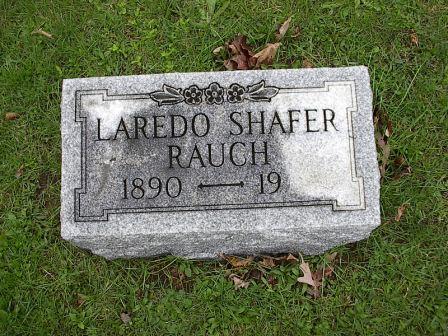 LAREDO SHAFER
RAUCH
1890 ⟷ 19